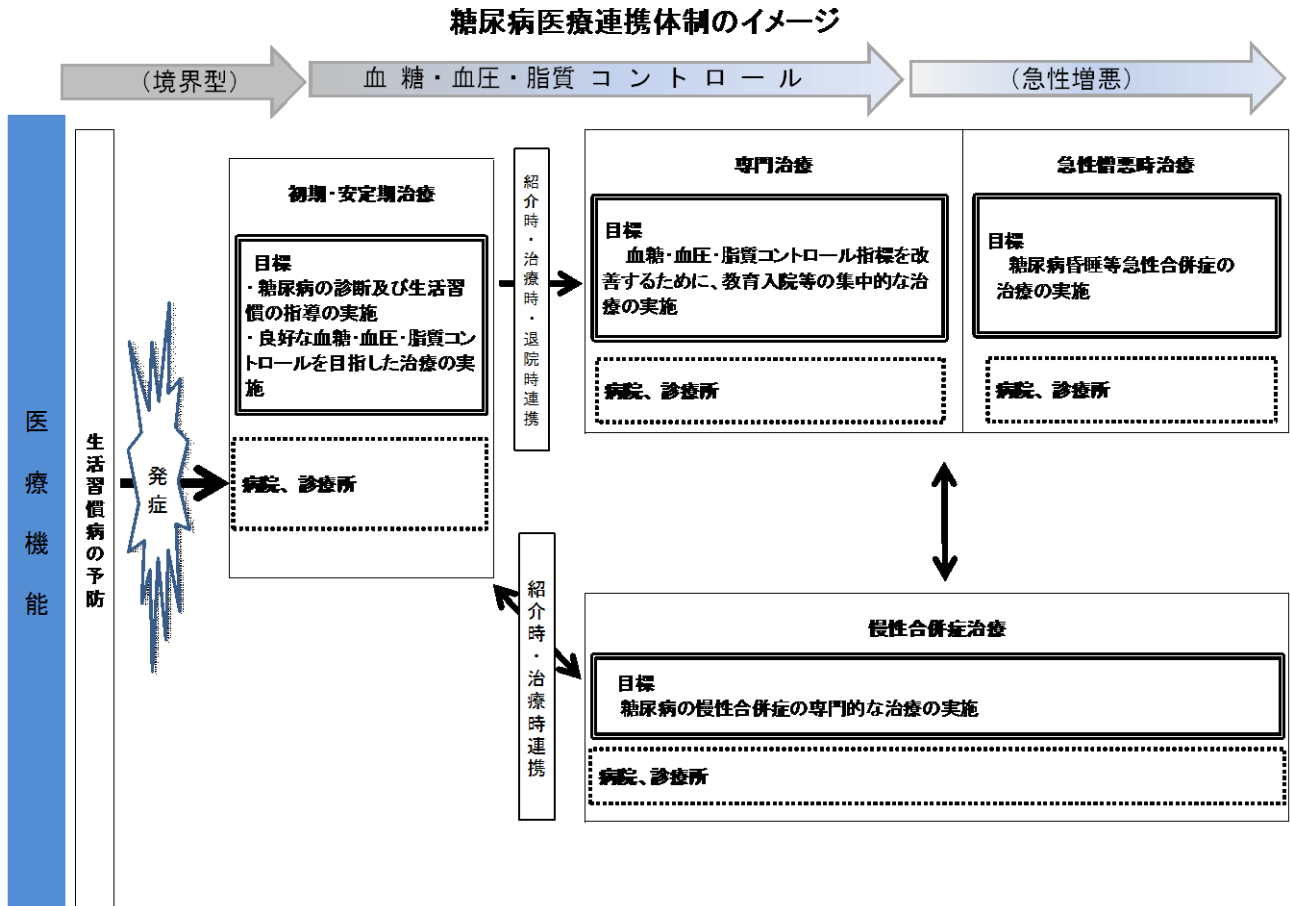 糖尿病医療連携体制のイメージ
（境界型）
血 糖・血圧・脂質 コ ン ト ロ ー ル
（急性増悪）
医療機能
生活習慣病の予防
発症
初期・安定期治療
目標
・糖尿病の診断及び生活習
慣の指導の実施
・良好な血糖・血圧・脂質コン
トロールを目指した治療の実
施
病院、診療所
紹介時・治療時・退院時連携
専門治療
目標
血糖・血圧・脂質コントロール指標を改
善するために、教育入院等の集中的な治
療の実施
病院、診療所
急性憎悪時治療
目標
糖尿病昏睡等急性合併症の
治療の実施
病院、診療所
紹介時・治療時連携
慢性合併症治療
目標
糖尿病の慢性合併症の専門的な治療の実施
病院、診療所